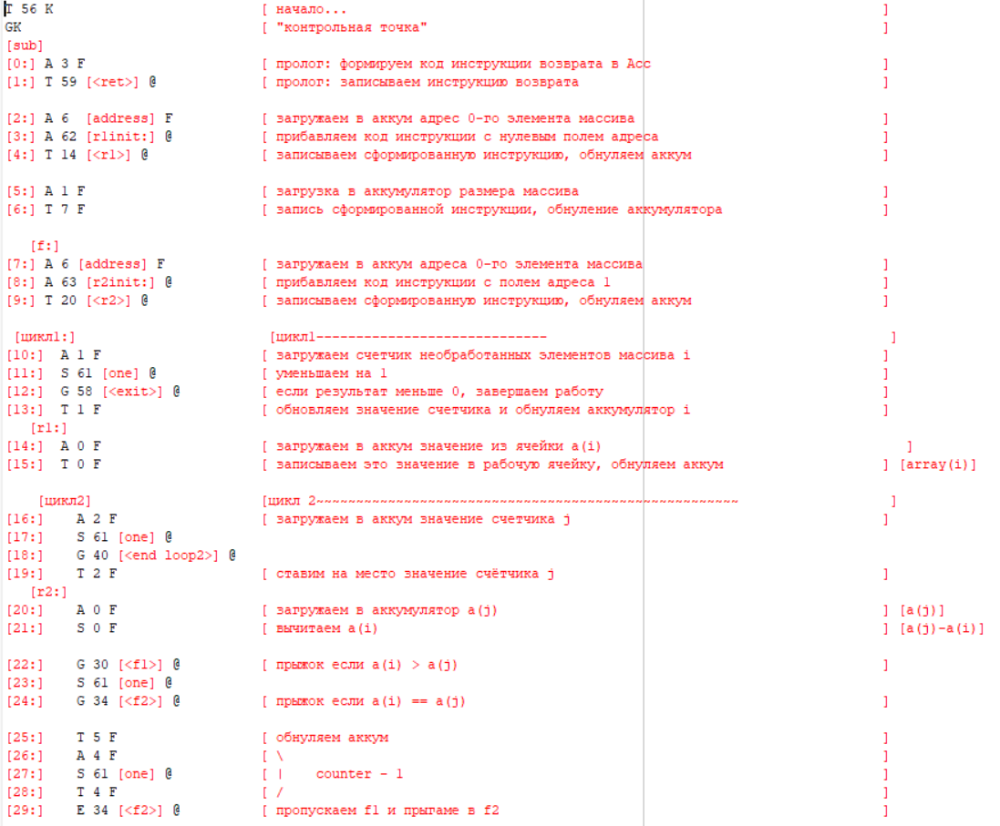 T 56 K [ начало... ]
GK [ "контрольная точка" ]
[sub]
[0:] A 3 F [ пролог: формируем код инструкции возврата в Acc ]
[1:] T 59 [<ret>] @ [ пролог: записываем инструкцию возврата ]
[2:] A 6 [address] F [ загружаем в аккум адрес 0-го элемента массива ]
[3:] A 62 [r1init:] @ [ прибавляем код инструкции с нулевым полем адреса ]
[4:] T 14 [<r1>] @ [ записываем сформированную инструкцию, обнуляем аккум ]
[5:] A 1 F [ загрузка в аккумулятор размера массива ]
[6:] T 7 F [ запись сформированной инструкции, обнуление аккумулятора ]
[f:]
[7:] A 6 [address] F [ загружаем в аккум адреса 0-го элемента массива ]
[8:] A 63 [r2init:] @ [ прибавляем код инструкции с полем адреса 1 ]
[9:] T 20 [<r2>] @ [ записываем сформированную инструкцию, обнуляем аккум ]
[цикл1:] [цикл1----------------------------- ]
[10:] A 1 F [ загружаем счетчик необработанных элементов массива i ]
[11:] S 61 [one] @ [ уменьшаем на 1 ]
[12:] G 58 [<exit>] @ [ если результат меньше 0, завершаем работу ]
[13:] T 1 F [ обновляем значение счетчика и обнуляем аккумулятор i ]
[r1:]
[14:] A 0 F [ загружаем в аккум значение из ячейки a(i) ]
[15:] T 0 F [ записываем это значение в рабочую ячейку, обнуляем аккум ] [array(i)]
[цикл2] [цикл 2~~~~~~~~~~~~~~~~~~~~~~~~~~~~~~~~~~~~~~~~~~~~~~~~~~~~~~ ]
[16:] A 2 F [ загружаем в аккум значение счетчика j ]
[17:] S 61 [one] @
[18:] G 40 [<end loop2>] @
[19:] T 2 F [ ставим на место значение счётчика j ]
[r2:]
[20:] A 0 F [ загружаем в аккумулятор a(j) ] [a(j)]
[21:] S 0 F [ вычитаем a(i) ] [a(j)-a(i)]
[22:] G 30 [<f1>] @ [ прыжок если a(i) > a(j) ]
[23:] S 61 [one] @
[24:] G 34 [<f2>] @ [ прыжок если a(i) == a(j) ]
[25:] T 5 F [ обнуляем аккум ]
[26:] A 4 F [ \ ]
[27:] S 61 [one] @ [ | counter - 1 ]
[28:] T 4 F [ / ]
[29:] E 34 [<f2>] @ [ пропускаем f1 и прыгаме в f2 ]